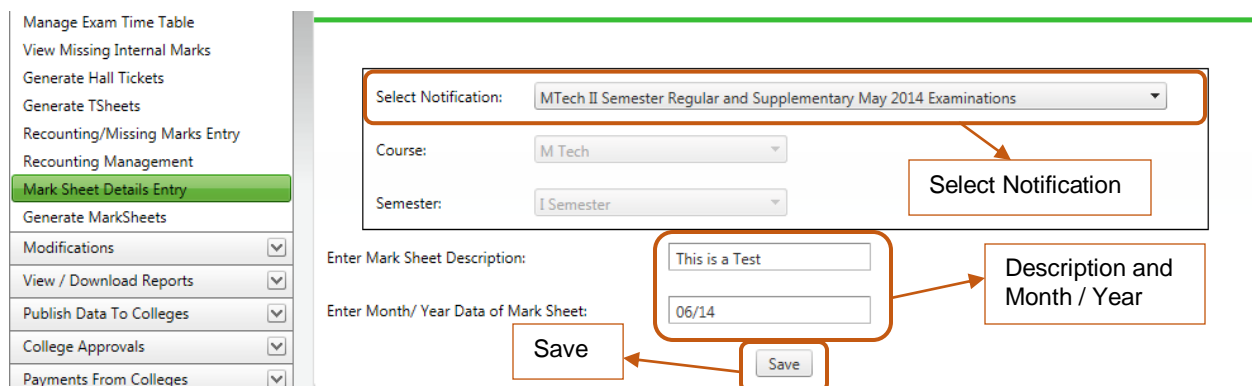 Manage Exam Time Table
View Missing Internal Marks
Generate Hall Tickets
Generate TSheets
Recounting/Missing Marks Entry
Recounting Management
Mark Sheet Details Entry
Generate MarkSheets
Modifications
View / Download Reports
Publish Data To Colleges
College Approvals
Payments From Colleges
Select Notification: MTech II Semester Regular and Supplementary May 2014 Examinations
Course: M Tech
Semester: I Semester
Select Notification
Enter Mark Sheet Description: This is a Test
Enter Month/ Year Data of Mark Sheet: 06/14
Description and
Month / Year
Save
Save